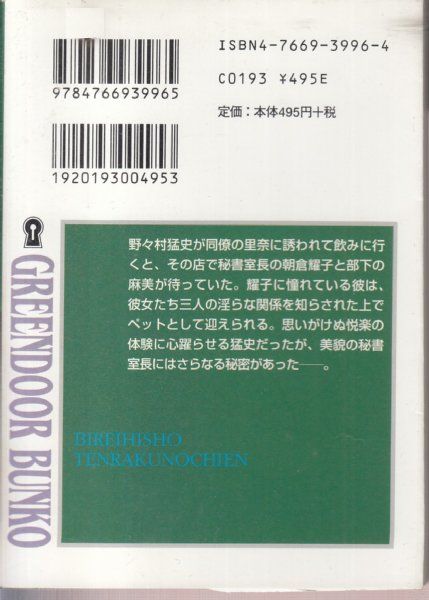 ISBN4-7669-3996-4
9784766939965
C0193 ¥495E
定価：本体495円+税
1920193004953
GREENDOOR BUNKO
野々村猛史が同僚の里奈に誘われて飲みに行
くと、その店で秘書室長の朝倉耀子と部下の
麻美が待っていた。耀子に憧れている彼は、
彼女たち三人の淫らな関係を知らされた上で
ペットとして迎えられる。思いがけぬ悦楽の
体験に心躍らせる猛史だったが、美貌の秘書
室長にはさらなる秘密があった──。
BIREIHISHO
TENRAKUNOCHIEN